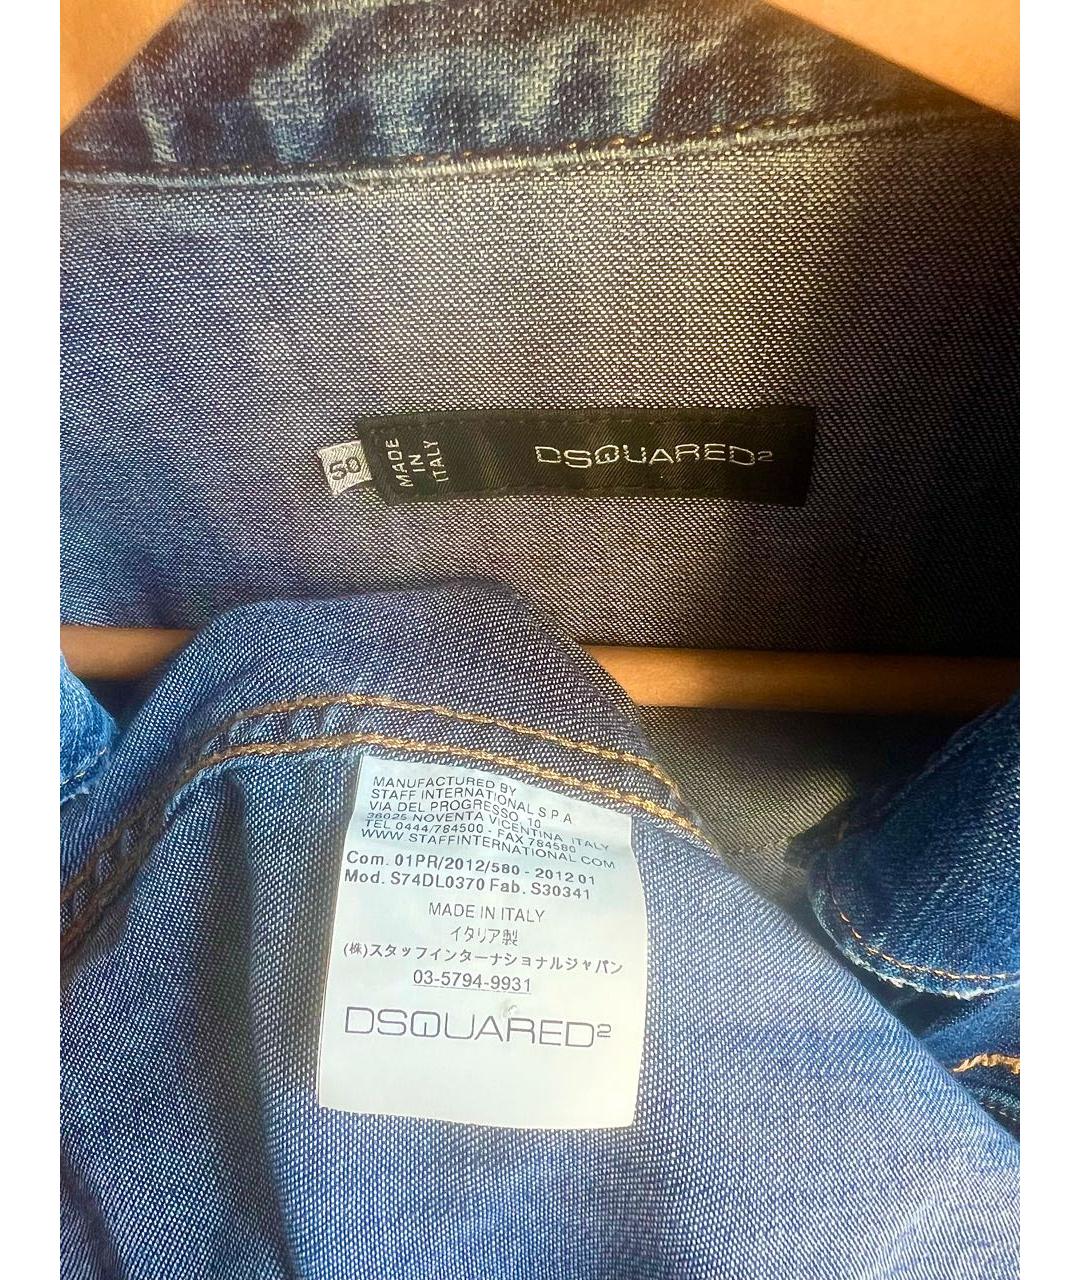 50
MADE
IN
ITALY
DSQUARED2
MANUFACTURED BY
STAFF INTERNATIONAL S.P.A
VIA DEL PROGRESSO, 10
36025 NOVENTA VICENTINA ITALY
TEL 0444/784500 - FAX 784580
WWW STAFFINTERNATIONAL COM
Com. 01PR/2012/580 - 2012 01
Mod. S74DL0370 Fab. S30341
MADE IN ITALY
イタリア製
(株)スタッフインターナショナルジャパン
03-5794-9931
DSQUARED2